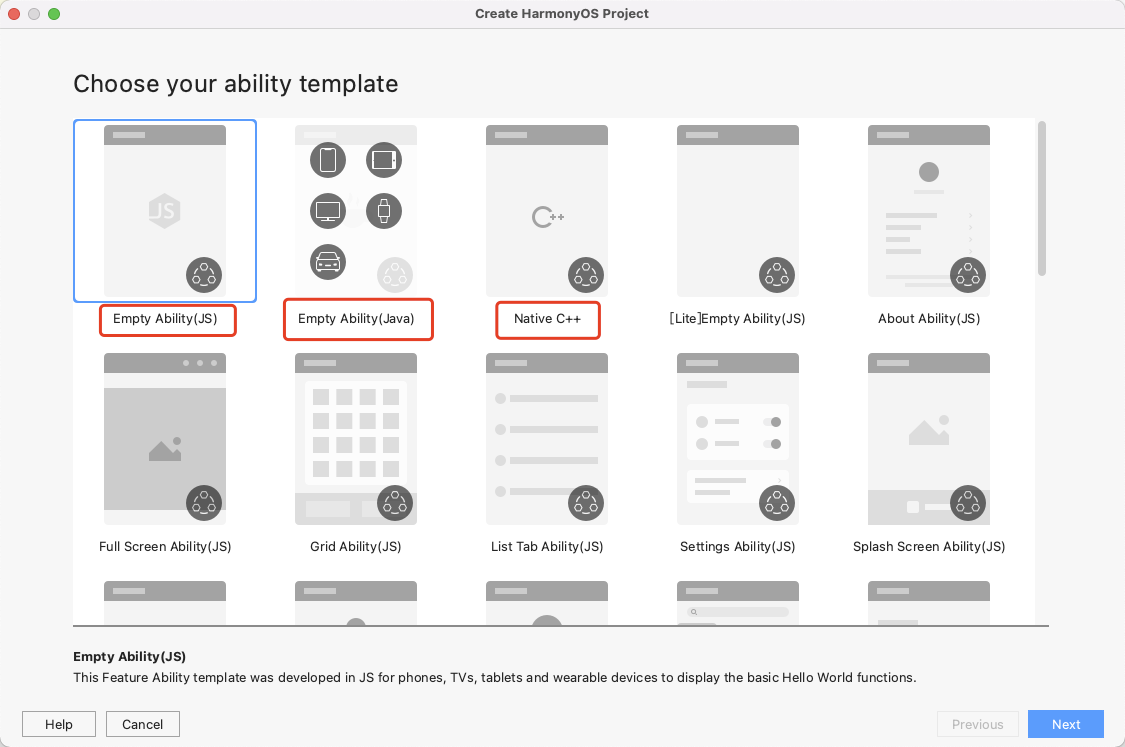 Create HarmonyOS Project
Choose your ability template
JS
C++
Empty Ability(JS)
Empty Ability(Java)
Native C++
[Lite]Empty Ability(JS)
About Ability(JS)
Full Screen Ability(JS)
Grid Ability(JS)
List Tab Ability(JS)
Settings Ability(JS)
Splash Screen Ability(JS)
Empty Ability(JS)
This Feature Ability template was developed in JS for phones, TVs, tablets and wearable devices to display the basic Hello World functions.
Help
Cancel
Previous
Next